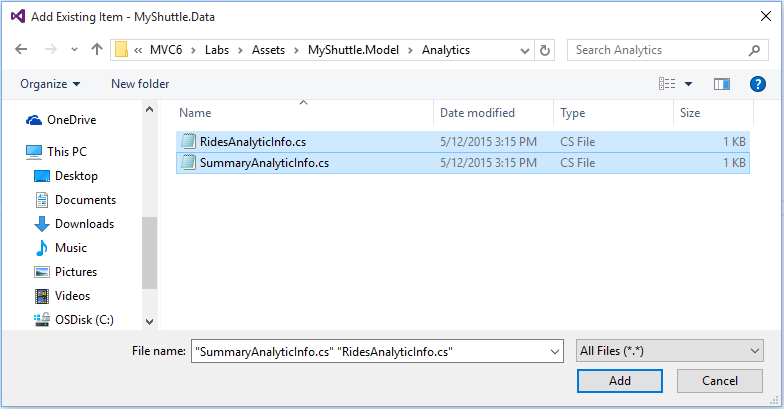 Add Existing Item - MyShuttle.Data
« MVC6 > Labs > Assets > MyShuttle.Model > Analytics
Search Analytics
Organize
New folder
Name Date modified Type Size
OneDrive
This PC
Desktop
Documents
Downloads
Music
Pictures
Videos
OSDisk (C:)
RidesAnalyticInfo.cs 5/12/2015 3:15 PM CS File 1 KB
SummaryAnalyticInfo.cs 5/12/2015 3:15 PM CS File 1 KB
File name: "SummaryAnalyticInfo.cs" "RidesAnalyticInfo.cs"
All Files (*.*)
Add Cancel